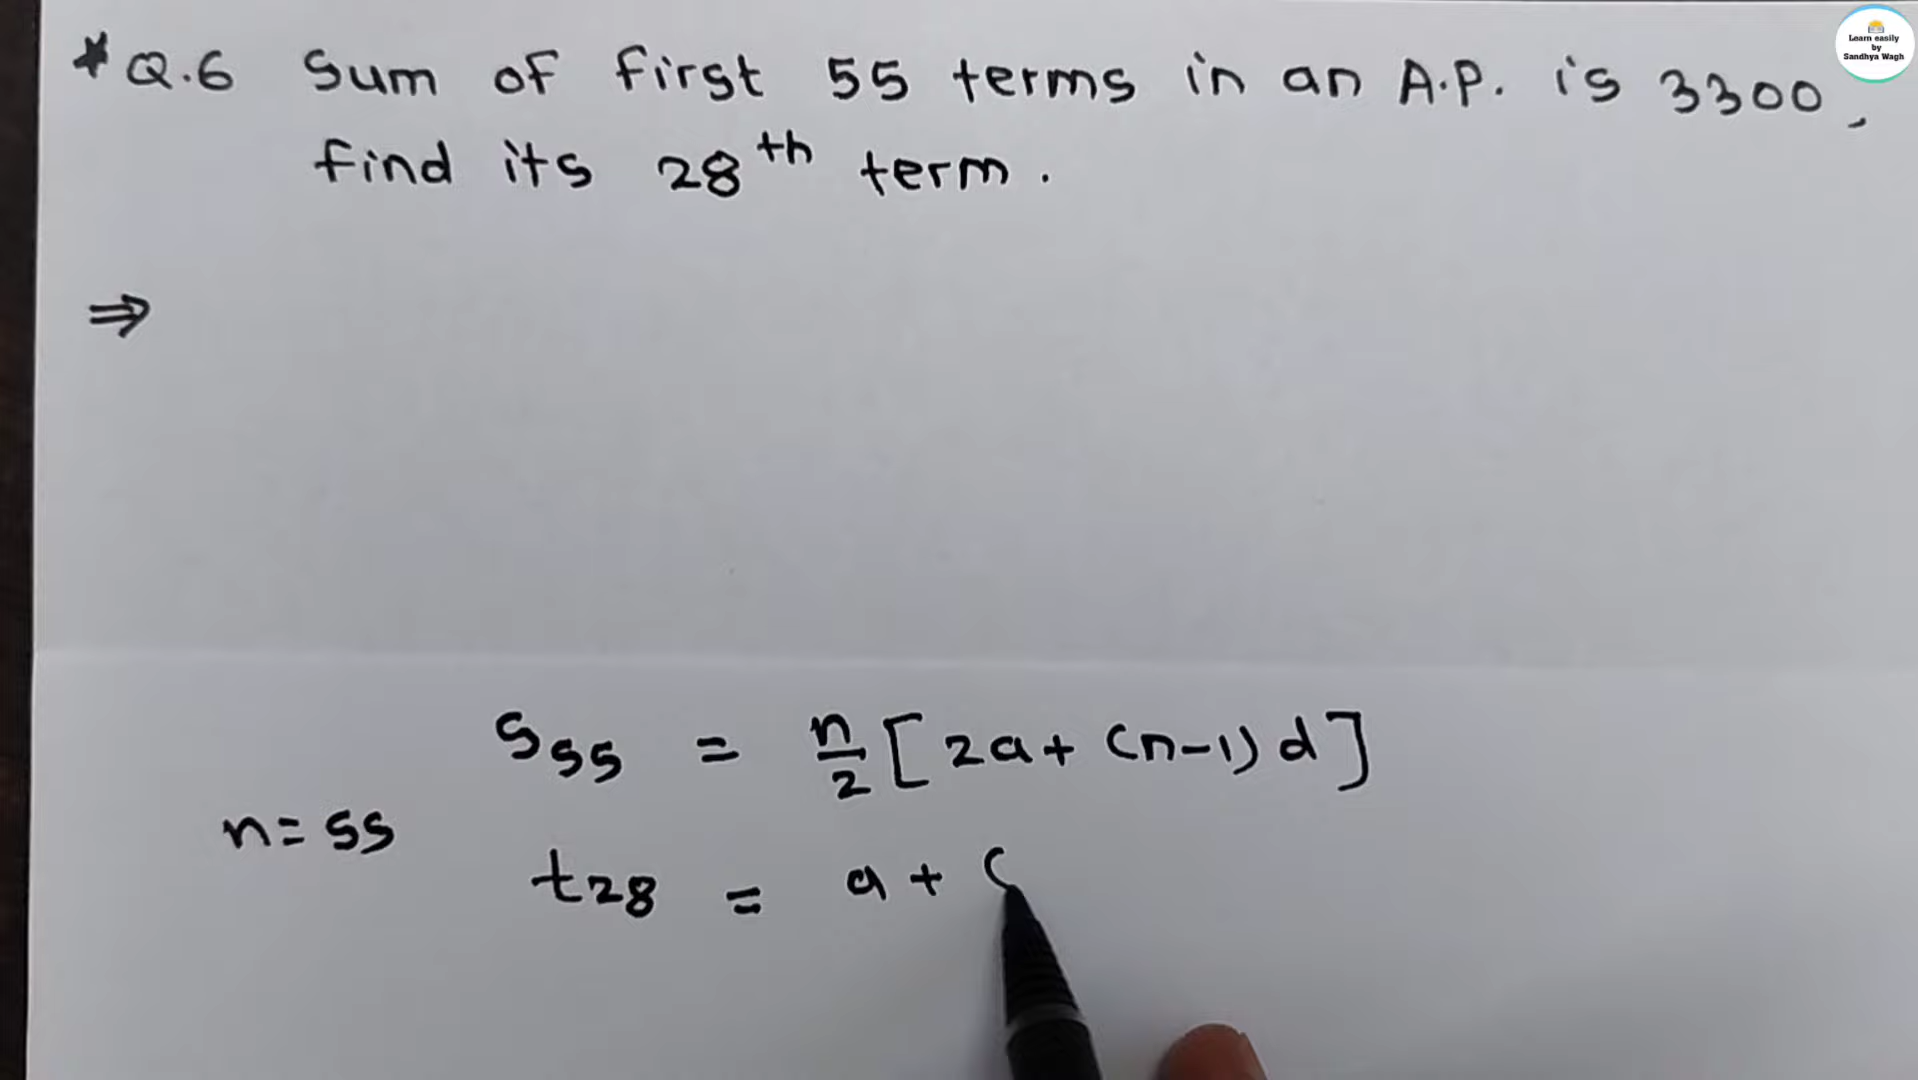 * Q.6 Sum of first 55 terms in an A.P. is 3300,
find its 28th term.
⇒
S55 = n/2 [2a + (n-1) d]
n = 55
t28 = a + (
Learn easily
by
Sandhya Wagh